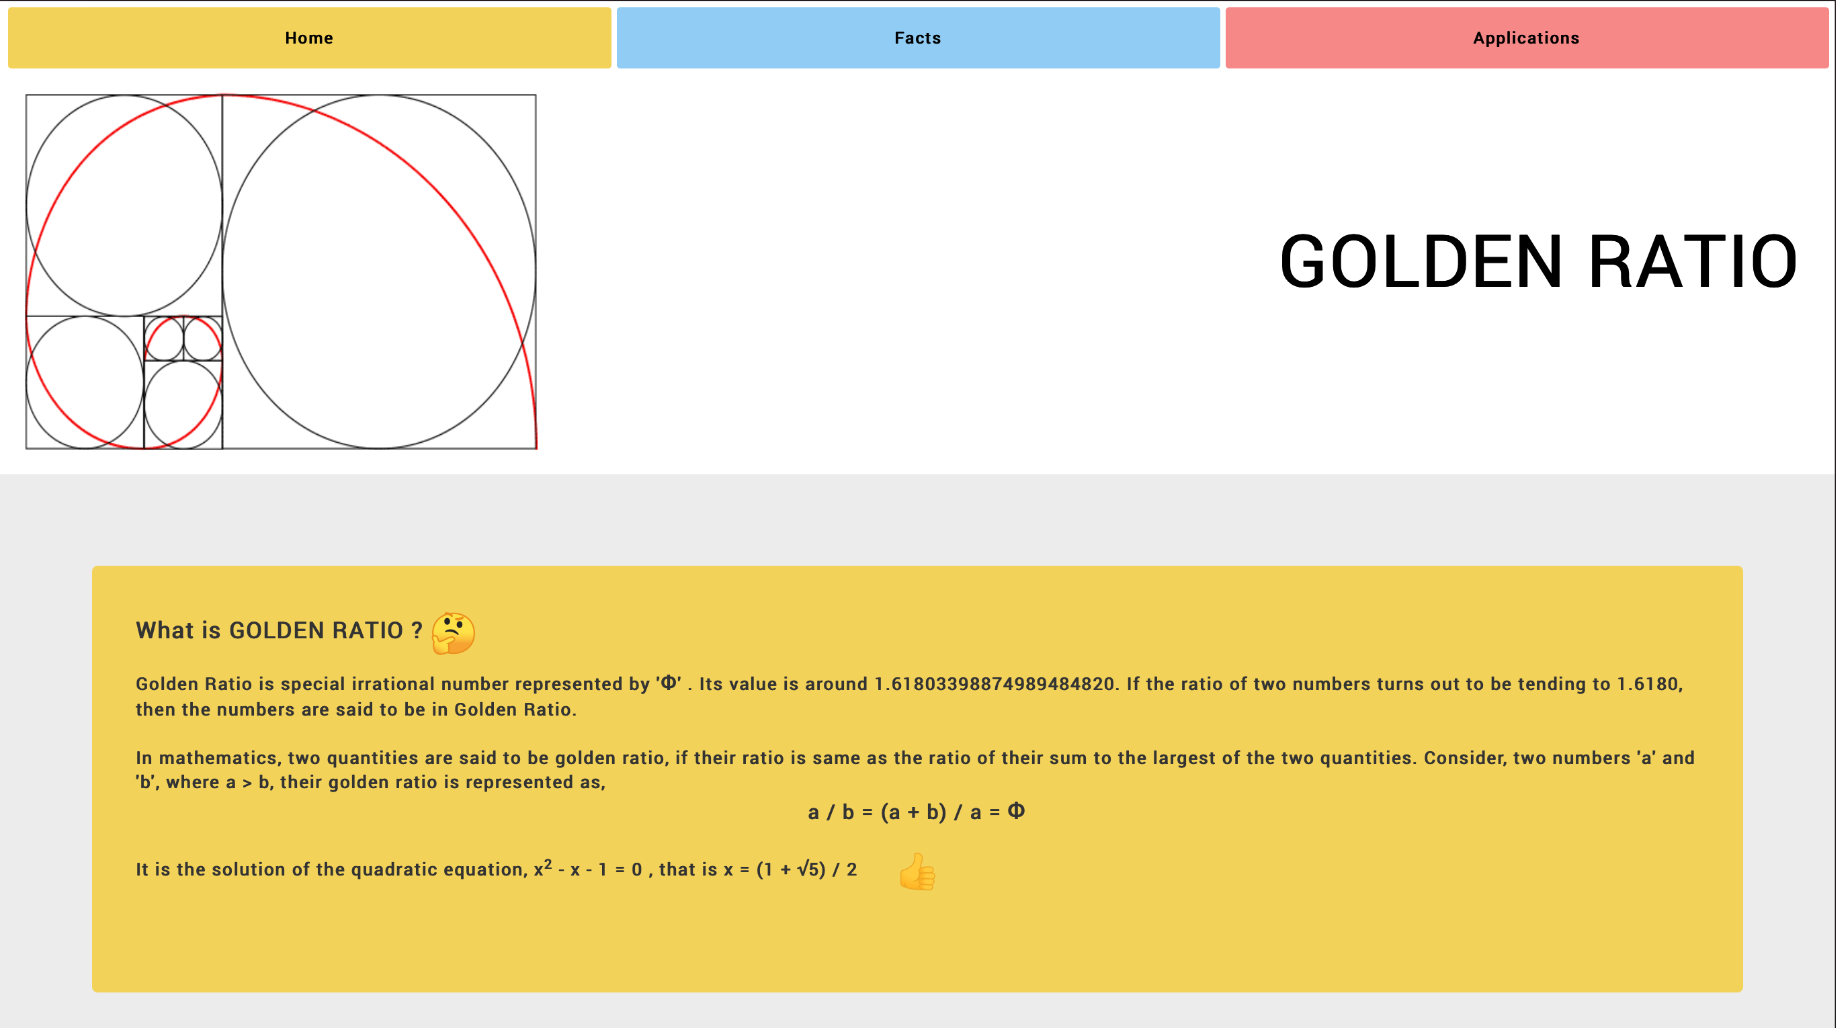 Home
Facts
Applications
GOLDEN RATIO
What is GOLDEN RATIO ? 🤔
Golden Ratio is special irrational number represented by 'Φ' . Its value is around 1.61803398874989484820. If the ratio of two numbers turns out to be tending to 1.6180,
then the numbers are said to be in Golden Ratio.
In mathematics, two quantities are said to be golden ratio, if their ratio is same as the ratio of their sum to the largest of the two quantities. Consider, two numbers 'a' and
'b', where a > b, their golden ratio is represented as,
a / b = (a + b) / a = Φ
It is the solution of the quadratic equation, x² - x - 1 = 0 , that is x = (1 + √5) / 2 👍